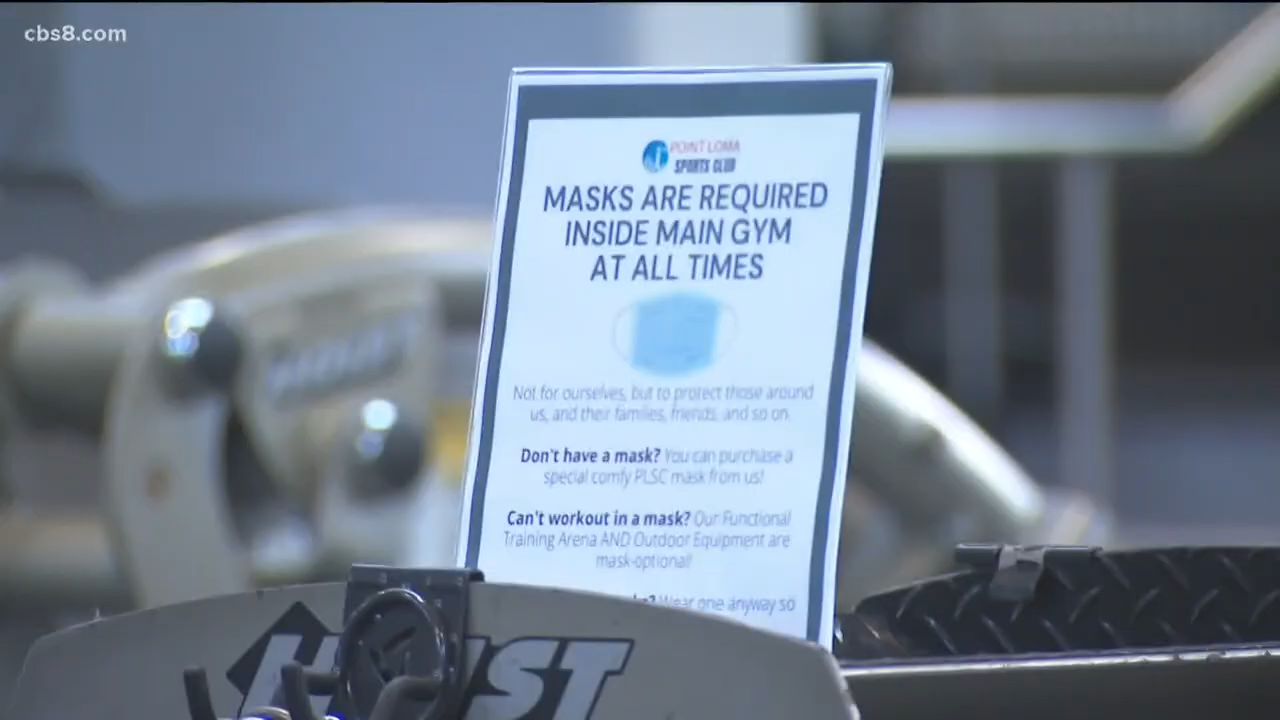 cbs8.com
POINT LOMA
SPORTS CLUB
MASKS ARE REQUIRED
INSIDE MAIN GYM
AT ALL TIMES
Not for ourselves, but to protect those around
us, and their families, friends, and so on.
Don't have a mask? You can purchase a
special comfy PLSC mask from us!
Can't workout in a mask? Our Functional
Training Arena AND Outdoor Equipment are
mask-optional!
Wear one anyway so